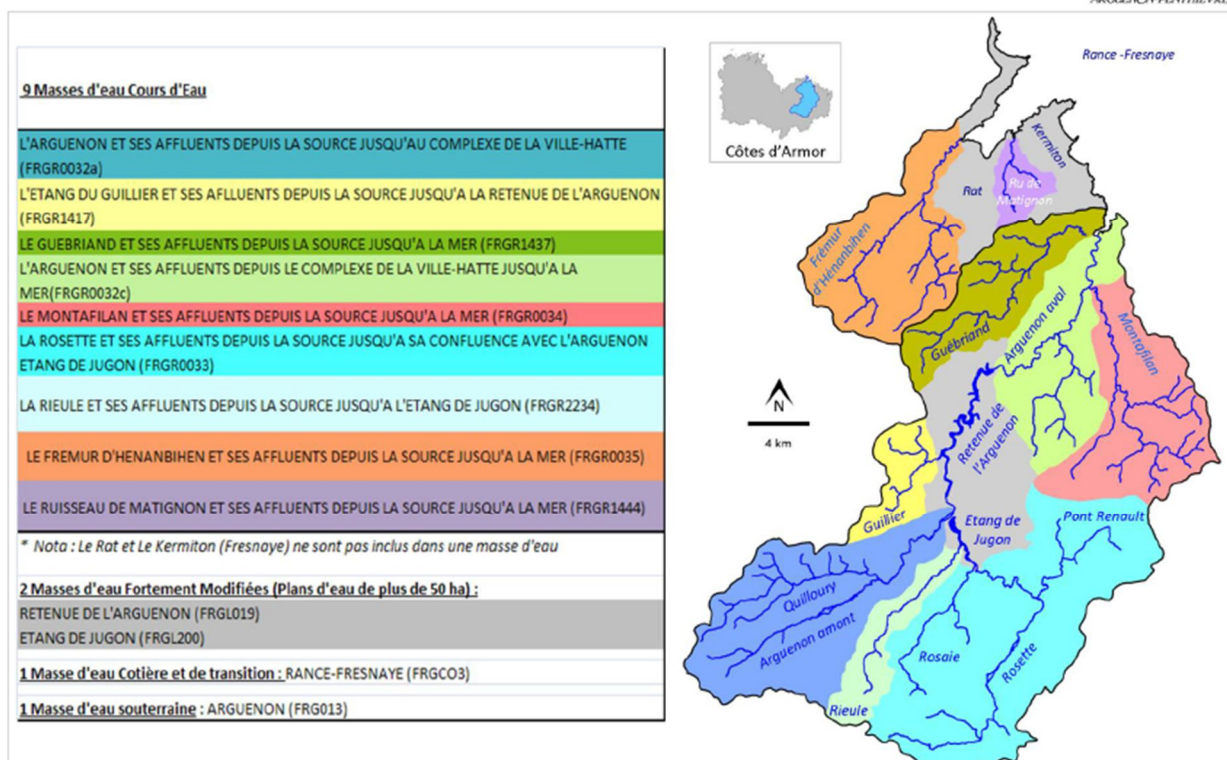 9 Masses d'eau Cours d'Eau
L'ARGUENON ET SES AFFLUENTS DEPUIS LA SOURCE JUSQU'AU COMPLEXE DE LA VILLE-HATTE
(FRGR0032a)
L'ETANG DU GUILLIER ET SES AFLLUENTS DEPUIS LA SOURCE JUSQU'A LA RETENUE DE L'ARGUENON
(FRGR1417)
LE GUEBRIAND ET SES AFFLUENTS DEPUIS LA SOURCE JUSQU'A LA MER (FRGR1437)
L'ARGUENON ET SES AFFLUENTS DEPUIS LE COMPLEXE DE LA VILLE-HATTE JUSQU'A LA
MER(FRGR0032c)
LE MONTAFILAN ET SES AFFLUENTS DEPUIS LA SOURCE JUSQU'A LA MER (FRGR0034)
LA ROSETTE ET SES AFFLUENTS DEPUIS LA SOURCE JUSQU'A SA CONFLUENCE AVEC L'ARGUENON
ETANG DE JUGON (FRGR0033)
LA RIEULE ET SES AFFLUENTS DEPUIS LA SOURCE JUSQU'A L'ETANG DE JUGON (FRGR2234)
LE FREMUR D'HENANBIHEN ET SES AFFLUENTS DEPUIS LA SOURCE JUSQU'A LA MER (FRGR0035)
LE RUISSEAU DE MATIGNON ET SES AFFLUENTS DEPUIS LA SOURCE JUSQU'A LA MER (FRGR1444)
* Nota : Le Rat et Le Kermiton (Fresnaye) ne sont pas inclus dans une masse d'eau
2 Masses d'eau Fortement Modifiées (Plans d'eau de plus de 50 ha) :
RETENUE DE L'ARGUENON (FRGL019)
ETANG DE JUGON (FRGL200)
1 Masse d'eau Cotière et de transition : RANCE-FRESNAYE (FRGCO3)
1 Masse d'eau souterraine : ARGUENON (FRG013)
Côtes d'Armor
Rance -Fresnaye
Kermiton
Rat
Ru de
Matignon
Frémur
d'Hénanbihen
Guébriand
Arguenon aval
Montafilan
N
4 km
Retenue de
l'Arguenon
Guillier
Etang de
Jugon
Pont Renault
Quilloury
Arguenon amont
Rosaie
Rosette
Rieule